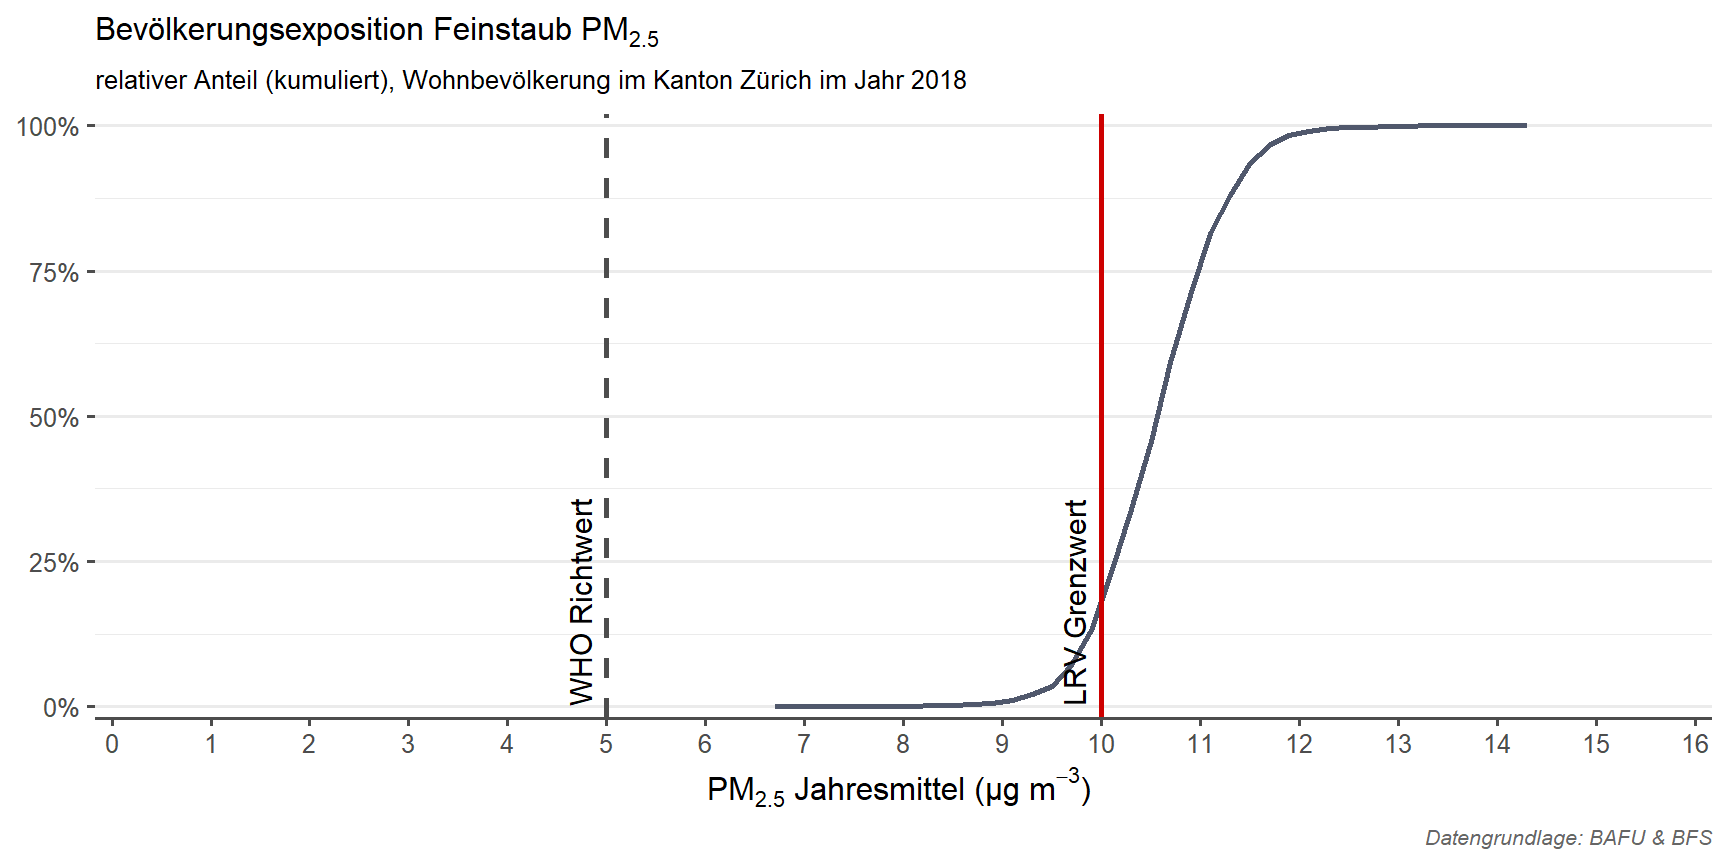 Bevölkerungsexposition Feinstaub PM2.5
relativer Anteil (kumuliert), Wohnbevölkerung im Kanton Zürich im Jahr 2018
100%
75%
50%
25%
0%
WHO Richtwert
LRV Grenzwert
0 1 2 3 4 5 6 7 8 9 10 11 12 13 14 15 16
PM2.5 Jahresmittel (µg m−3)
Datengrundlage: BAFU & BFS